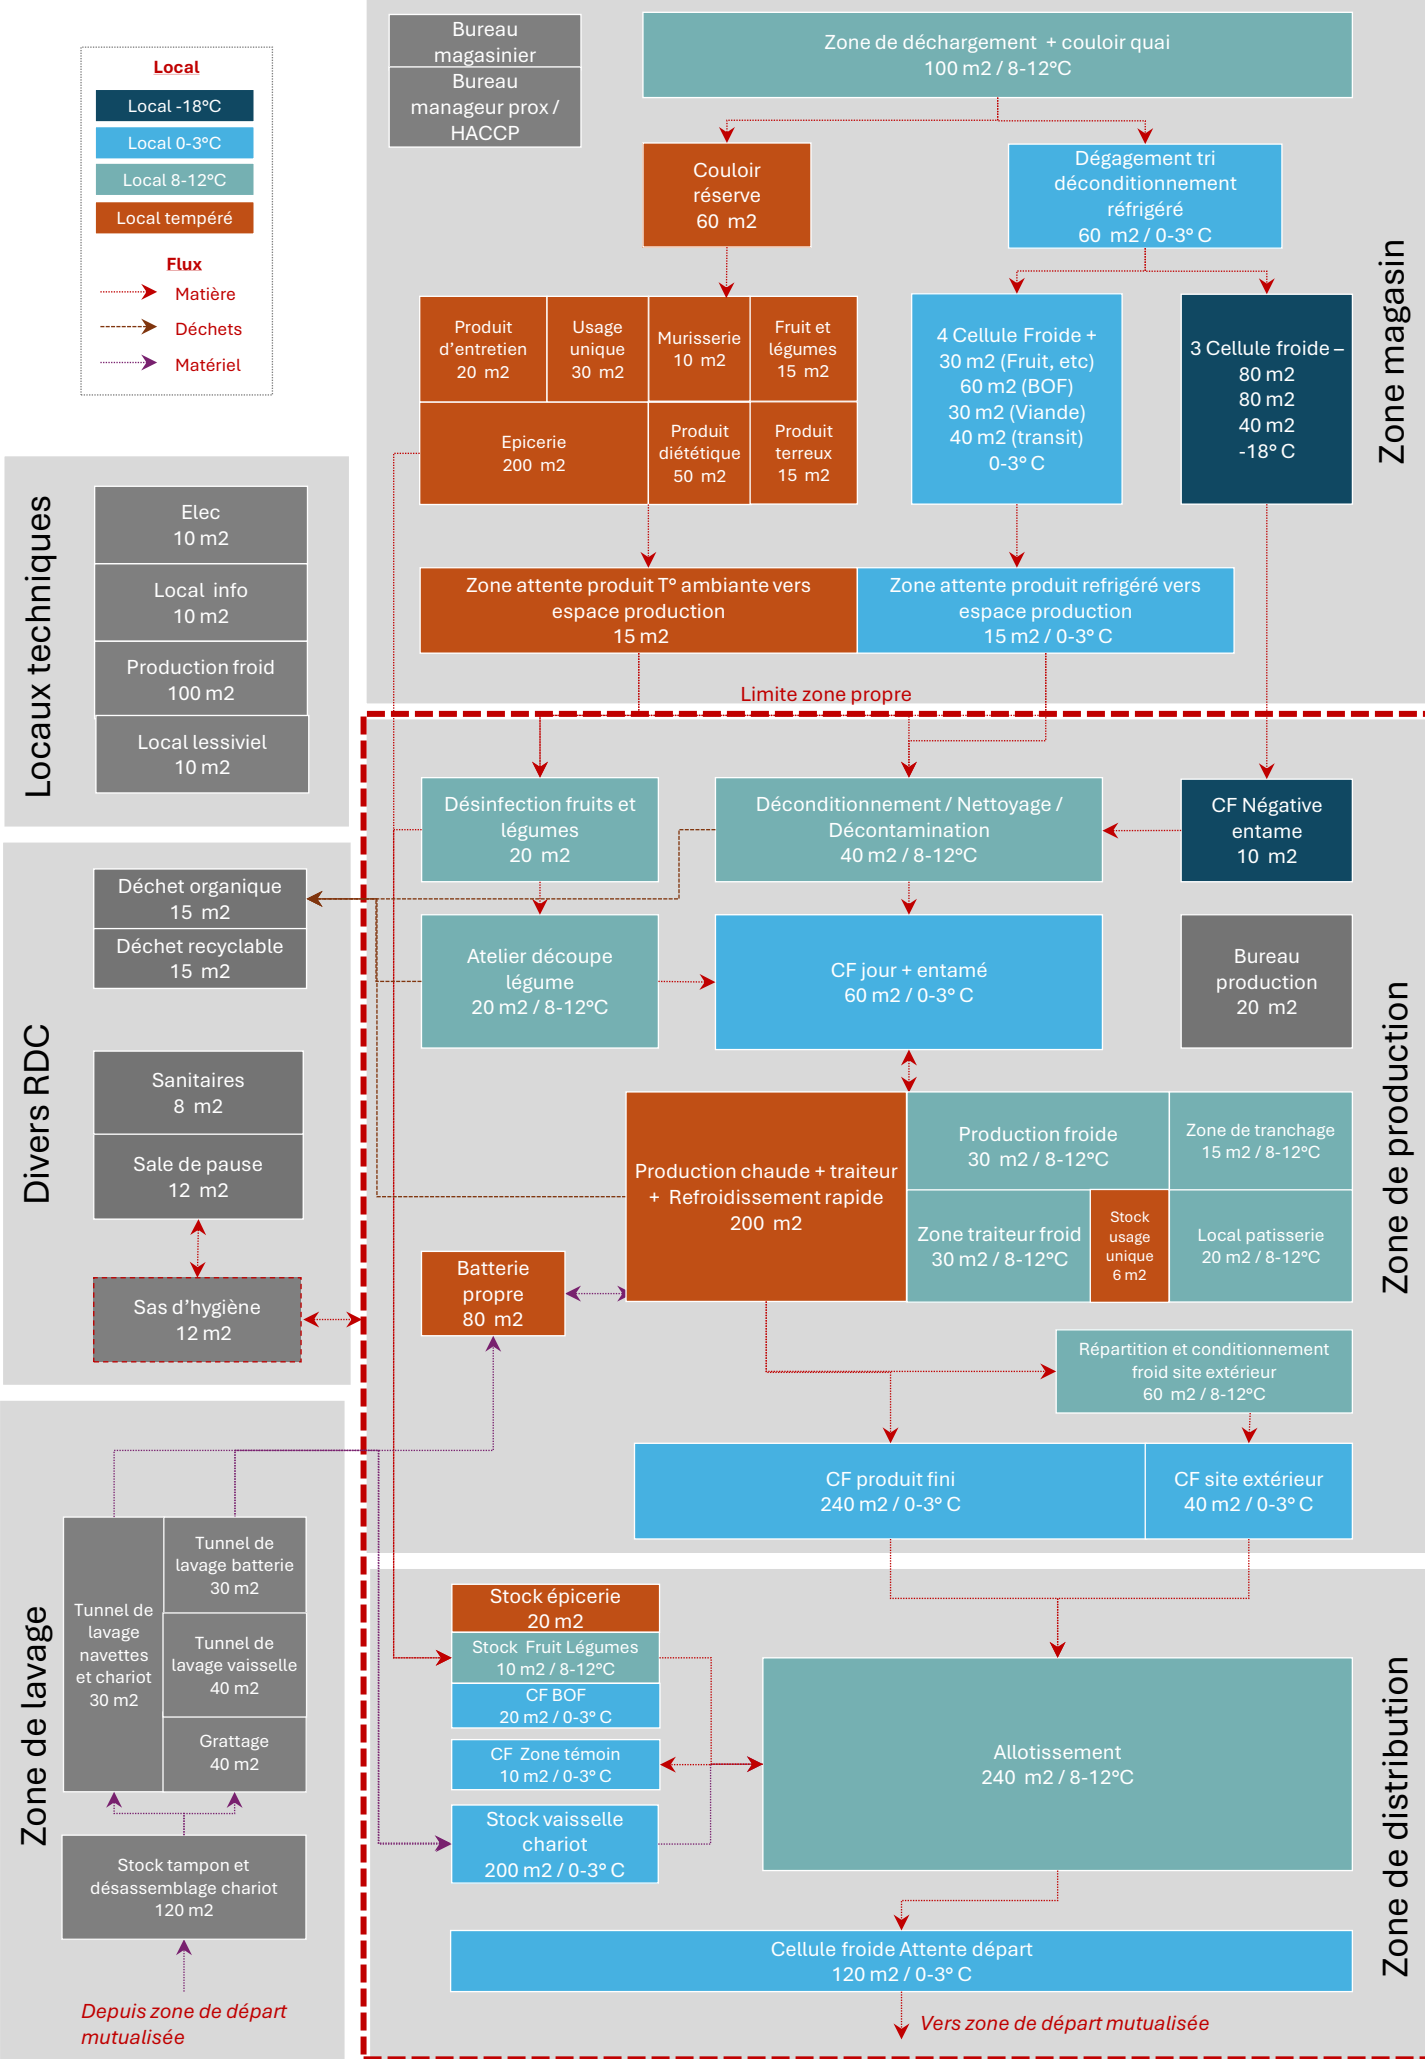 Local
Local -18°C
Local 0-3°C
Local 8-12°C
Local tempéré
Flux
Matière
Déchets
Matériel
Bureau
magasinier
Bureau
manageur prox /
HACCP
Zone de déchargement + couloir quai
100 m2 / 8-12°C
Couloir
réserve
60 m2
Dégagement tri
déconditionnement
réfrigéré
60 m2 / 0-3° C
Zone magasin
Produit
d'entretien
20 m2
Usage
unique
30 m2
Murisserie
10 m2
Fruit et
légumes
15 m2
Epicerie
200 m2
Produit
diététique
50 m2
Produit
terreux
15 m2
4 Cellule Froide +
30 m2 (Fruit, etc)
60 m2 (BOF)
30 m2 (Viande)
40 m2 (transit)
0-3° C
3 Cellule froide –
80 m2
80 m2
40 m2
-18° C
Zone attente produit T° ambiante vers
espace production
15 m2
Zone attente produit refrigéré vers
espace production
15 m2 / 0-3° C
Limite zone propre
Locaux techniques
Elec
10 m2
Local info
10 m2
Production froid
100 m2
Local lessiviel
10 m2
Divers RDC
Déchet organique
15 m2
Déchet recyclable
15 m2
Sanitaires
8 m2
Sale de pause
12 m2
Sas d'hygiène
12 m2
Zone de production
Désinfection fruits et
légumes
20 m2
Déconditionnement / Nettoyage /
Décontamination
40 m2 / 8-12°C
CF Négative
entame
10 m2
Atelier découpe
légume
20 m2 / 8-12°C
CF jour + entamé
60 m2 / 0-3° C
Bureau
production
20 m2
Production chaude + traiteur
+ Refroidissement rapide
200 m2
Production froide
30 m2 / 8-12°C
Zone de tranchage
15 m2 / 8-12°C
Zone traiteur froid
30 m2 / 8-12°C
Stock
usage
unique
6 m2
Local patisserie
20 m2 / 8-12°C
Batterie
propre
80 m2
Répartition et conditionnement
froid site extérieur
60 m2 / 8-12°C
CF produit fini
240 m2 / 0-3° C
CF site extérieur
40 m2 / 0-3° C
Zone de lavage
Tunnel de
lavage
navettes
et chariot
30 m2
Tunnel de
lavage batterie
30 m2
Tunnel de
lavage vaisselle
40 m2
Grattage
40 m2
Stock tampon et
désassemblage chariot
120 m2
Depuis zone de départ
mutualisée
Zone de distribution
Stock épicerie
20 m2
Stock Fruit Légumes
10 m2 / 8-12°C
CF BOF
20 m2 / 0-3° C
CF Zone témoin
10 m2 / 0-3° C
Stock vaisselle
chariot
200 m2 / 0-3° C
Allotissement
240 m2 / 8-12°C
Cellule froide Attente départ
120 m2 / 0-3° C
Vers zone de départ mutualisée